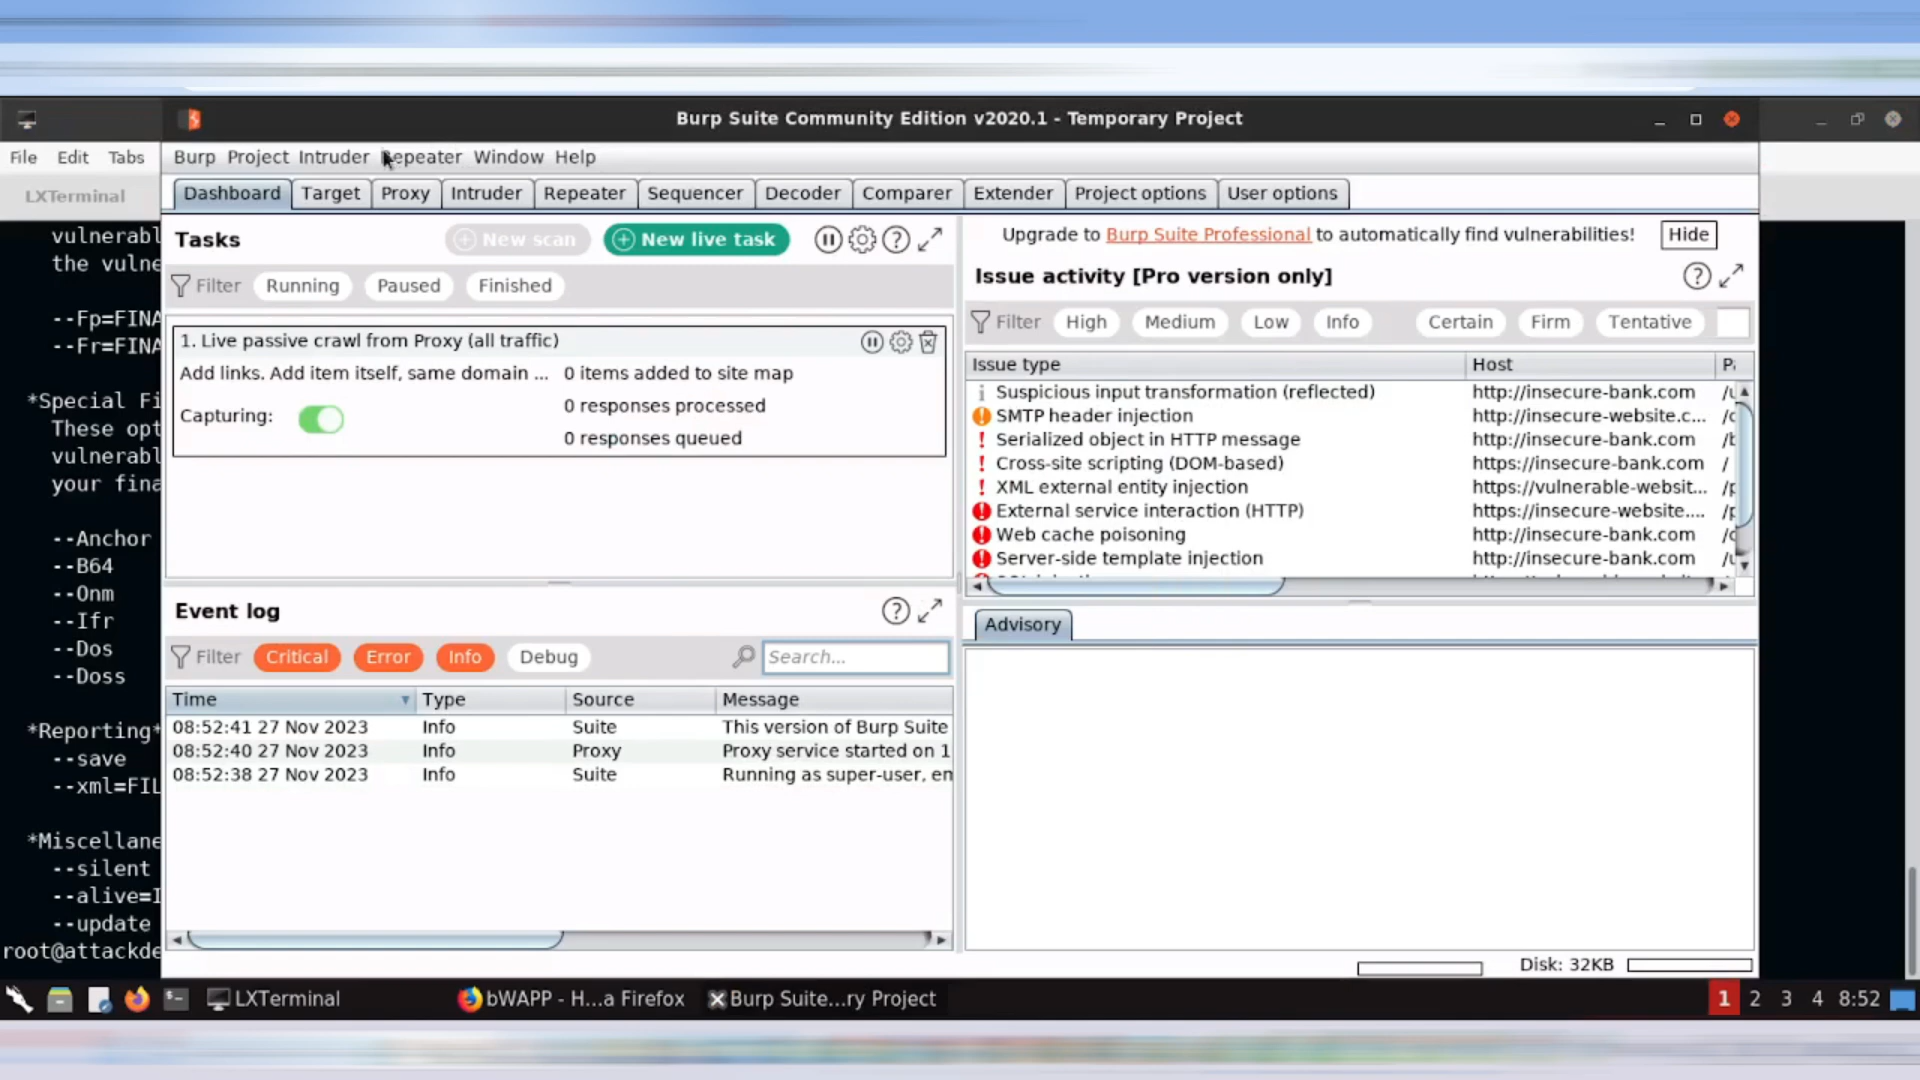 Burp Suite Community Edition v2020.1 - Temporary Project
File Edit Tabs
Burp Project Intruder Repeater Window Help
LXTerminal
Dashboard Target Proxy Intruder Repeater Sequencer Decoder Comparer Extender Project options User options
vulnerabl
the vulne
--Fp=FINA
--Fr=FINA
*Special Fi
These opt
vulnerabl
your fina
--Anchor
--B64
--Onm
--Ifr
--Dos
--Doss
*Reporting*
--save
--xml=FIL
*Miscellane
--silent
--alive=I
--update
root@attackde
Tasks
New scan
New live task
Filter Running Paused Finished
1. Live passive crawl from Proxy (all traffic)
Add links. Add item itself, same domain ... 0 items added to site map
0 responses processed
Capturing:
0 responses queued
Event log
Filter Critical Error Info Debug Search...
Time Type Source Message
08:52:41 27 Nov 2023 Info Suite This version of Burp Suite
08:52:40 27 Nov 2023 Info Proxy Proxy service started on 1
08:52:38 27 Nov 2023 Info Suite Running as super-user, em
Upgrade to Burp Suite Professional to automatically find vulnerabilities! Hide
Issue activity [Pro version only]
Filter High Medium Low Info Certain Firm Tentative
Issue type Host
Suspicious input transformation (reflected) http://insecure-bank.com
SMTP header injection http://insecure-website.c...
Serialized object in HTTP message http://insecure-bank.com
Cross-site scripting (DOM-based) https://insecure-bank.com /
XML external entity injection https://vulnerable-websit...
External service interaction (HTTP) https://insecure-website....
Web cache poisoning http://insecure-bank.com
Server-side template injection http://insecure-bank.com
Advisory
Disk: 32KB
LXTerminal bWAPP - H...a Firefox Burp Suite...ry Project 1 2 3 4 8:52